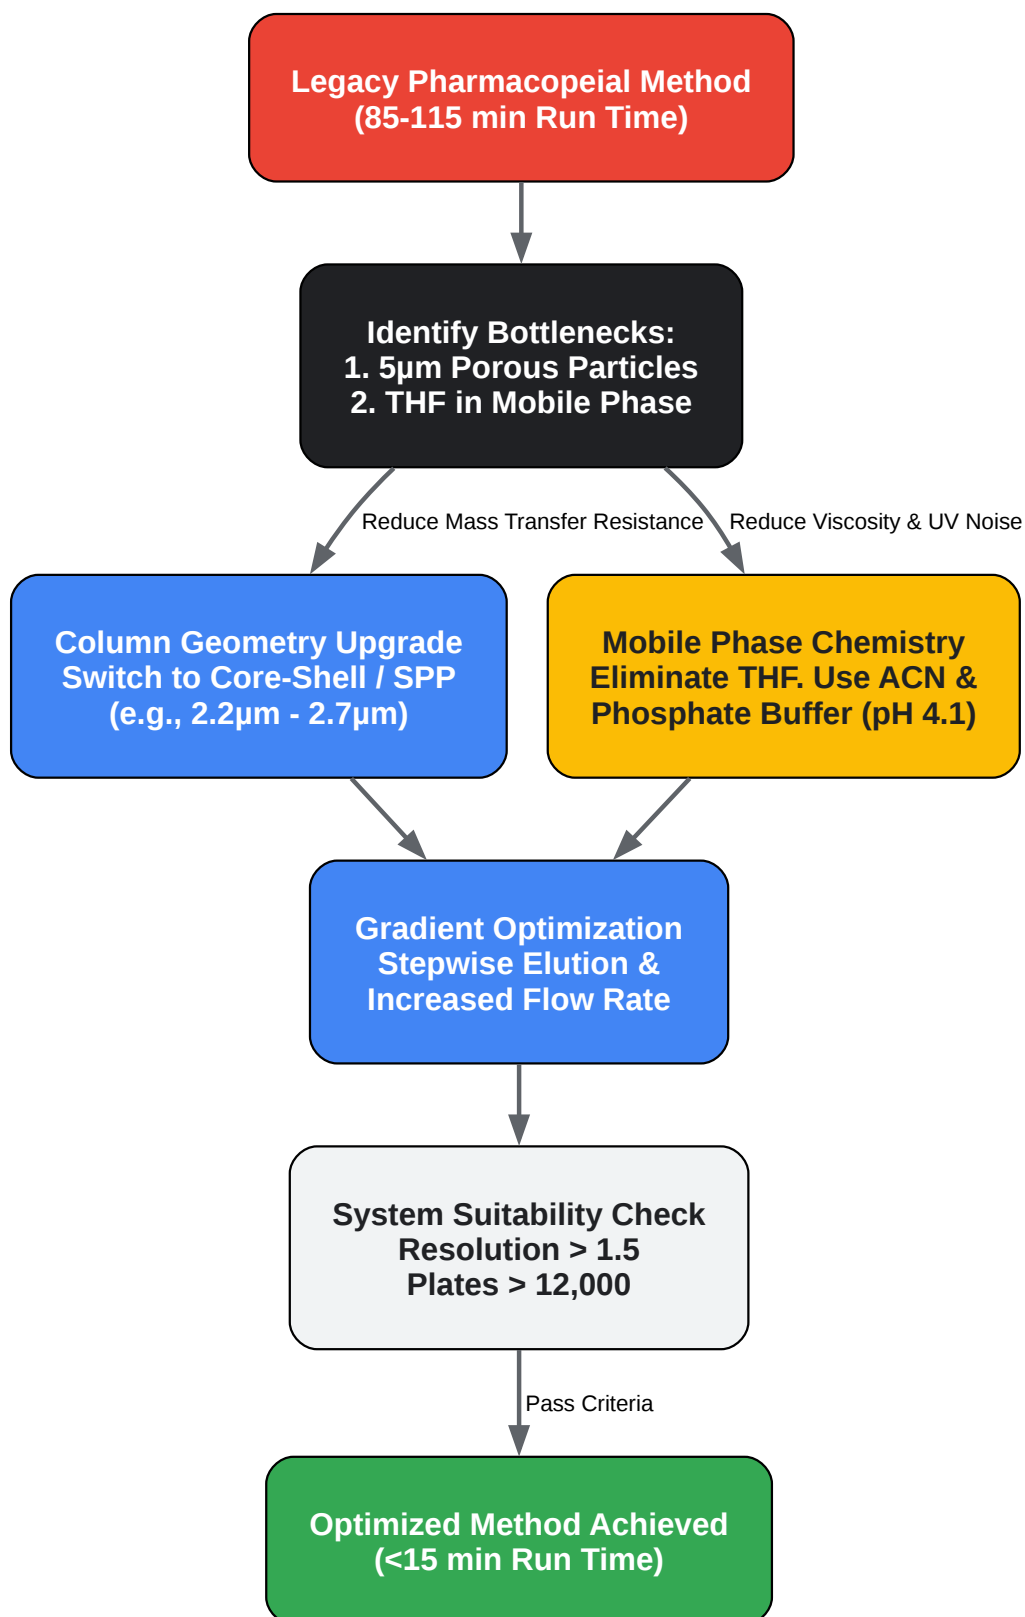 Legacy Pharmacopeial Method
(85-115 min Run Time)
Identify Bottlenecks:
1. 5µm Porous Particles
2. THF in Mobile Phase
Reduce Mass Transfer Resistance
Reduce Viscosity & UV Noise
Column Geometry Upgrade
Switch to Core-Shell / SPP
(e.g., 2.2µm - 2.7µm)
Mobile Phase Chemistry
Eliminate THF. Use ACN &
Phosphate Buffer (pH 4.1)
Gradient Optimization
Stepwise Elution &
Increased Flow Rate
System Suitability Check
Resolution > 1.5
Plates > 12,000
Pass Criteria
Optimized Method Achieved
(<15 min Run Time)